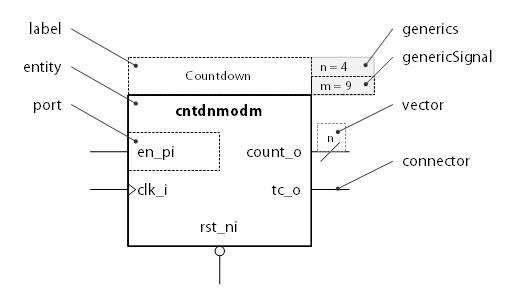 label
generics
genericSignal
entity
Countdown
n = 4
m = 9
port
cntdnmodm
vector
en_pi
count_o
n
connector
clk_i
tc_o
rst_ni